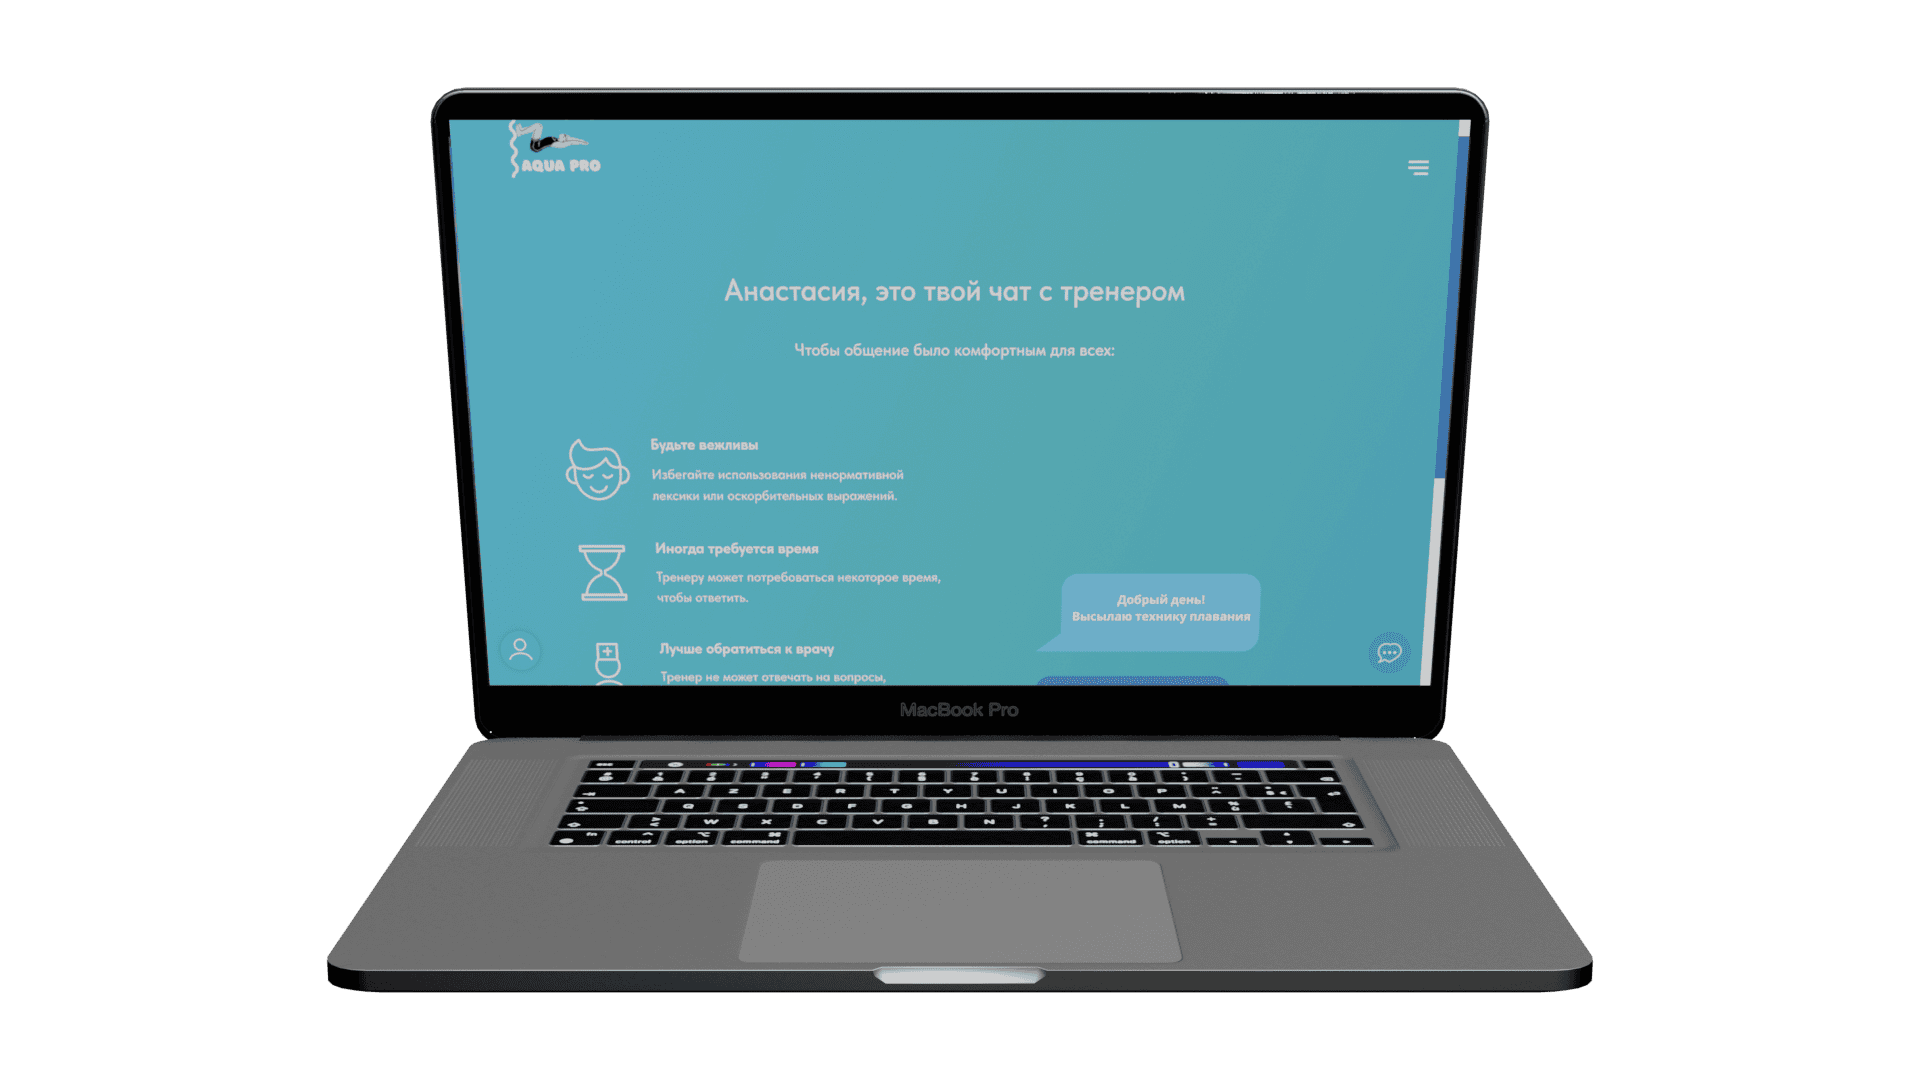 AQUA PRO
Анастасия, это твой чат с тренером
Чтобы общение было комфортным для всех:
Будьте вежливы
Избегайте использования ненормативной
лексики или оскорбительных выражений.
Иногда требуется время
Тренеру может потребоваться некоторое время,
чтобы ответить.
Добрый день!
Высылаю технику плавания
Лучше обратиться к врачу
Тренер не может отвечать на вопросы,
MacBook Pro
esc
A Z E R T Y U I O P
Q S D F G H J K L M
W X C V B N ? ; : +
fn control option command command option